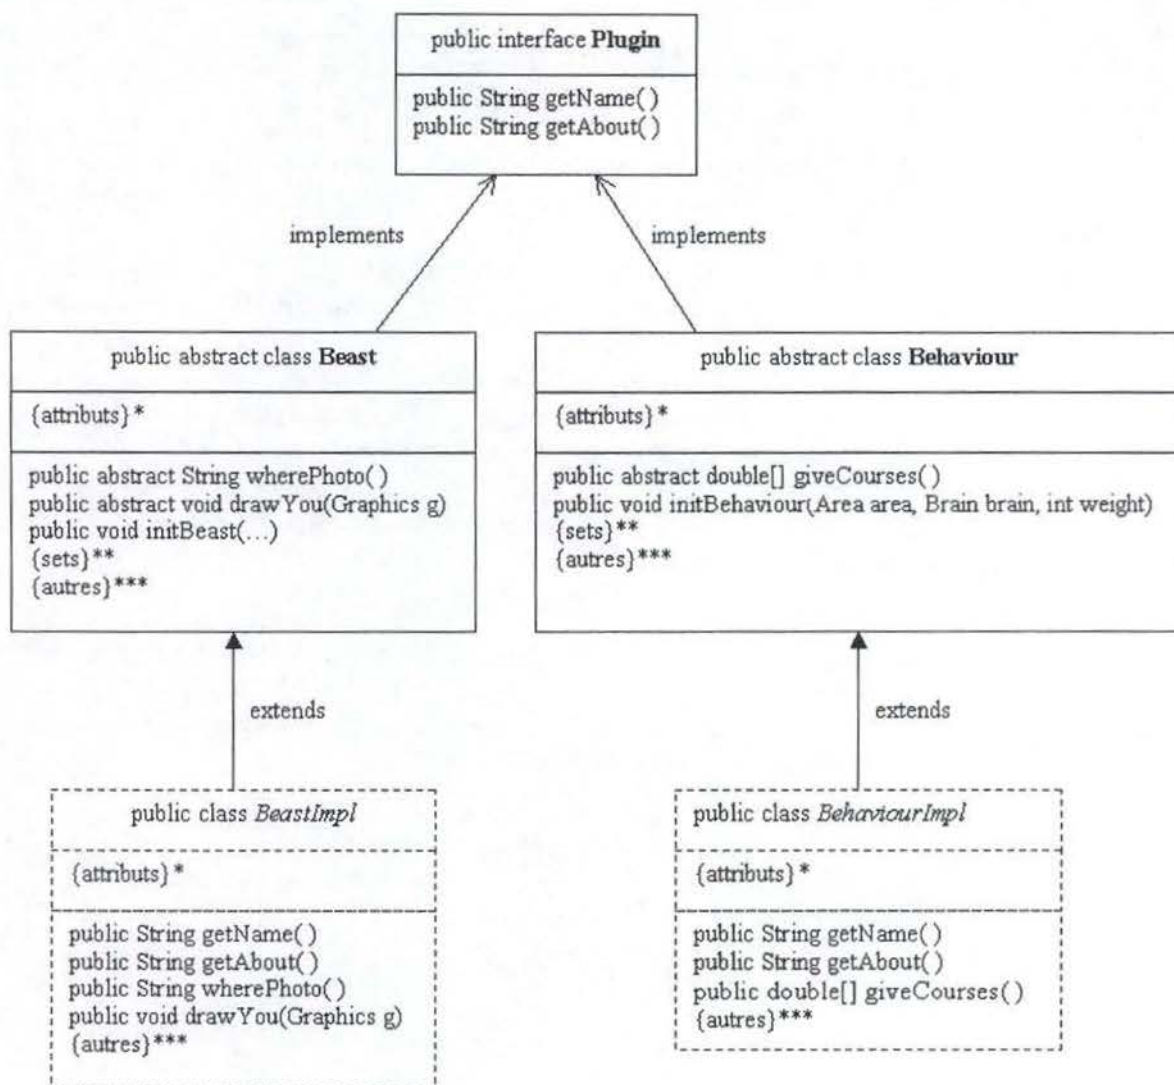 public interface Plugin
public String getName( )
public String getAbout( )
implements
implements
public abstract class Beast
{attributs}*
public abstract String wherePhoto( )
public abstract void drawYou(Graphics g)
public void initBeast(...)
{sets}**
{autres}***
public abstract class Behaviour
{attributs}*
public abstract double[] giveCourses( )
public void initBehaviour(Area area, Brain brain, int weight)
{sets}**
{autres}***
extends
extends
public class BeastImpl
{attributs}*
public String getName( )
public String getAbout( )
public String wherePhoto( )
public void drawYou(Graphics g)
{autres}***
public class BehaviourImpl
{attributs}*
public String getName( )
public String getAbout( )
public double[] giveCourses( )
{autres}***